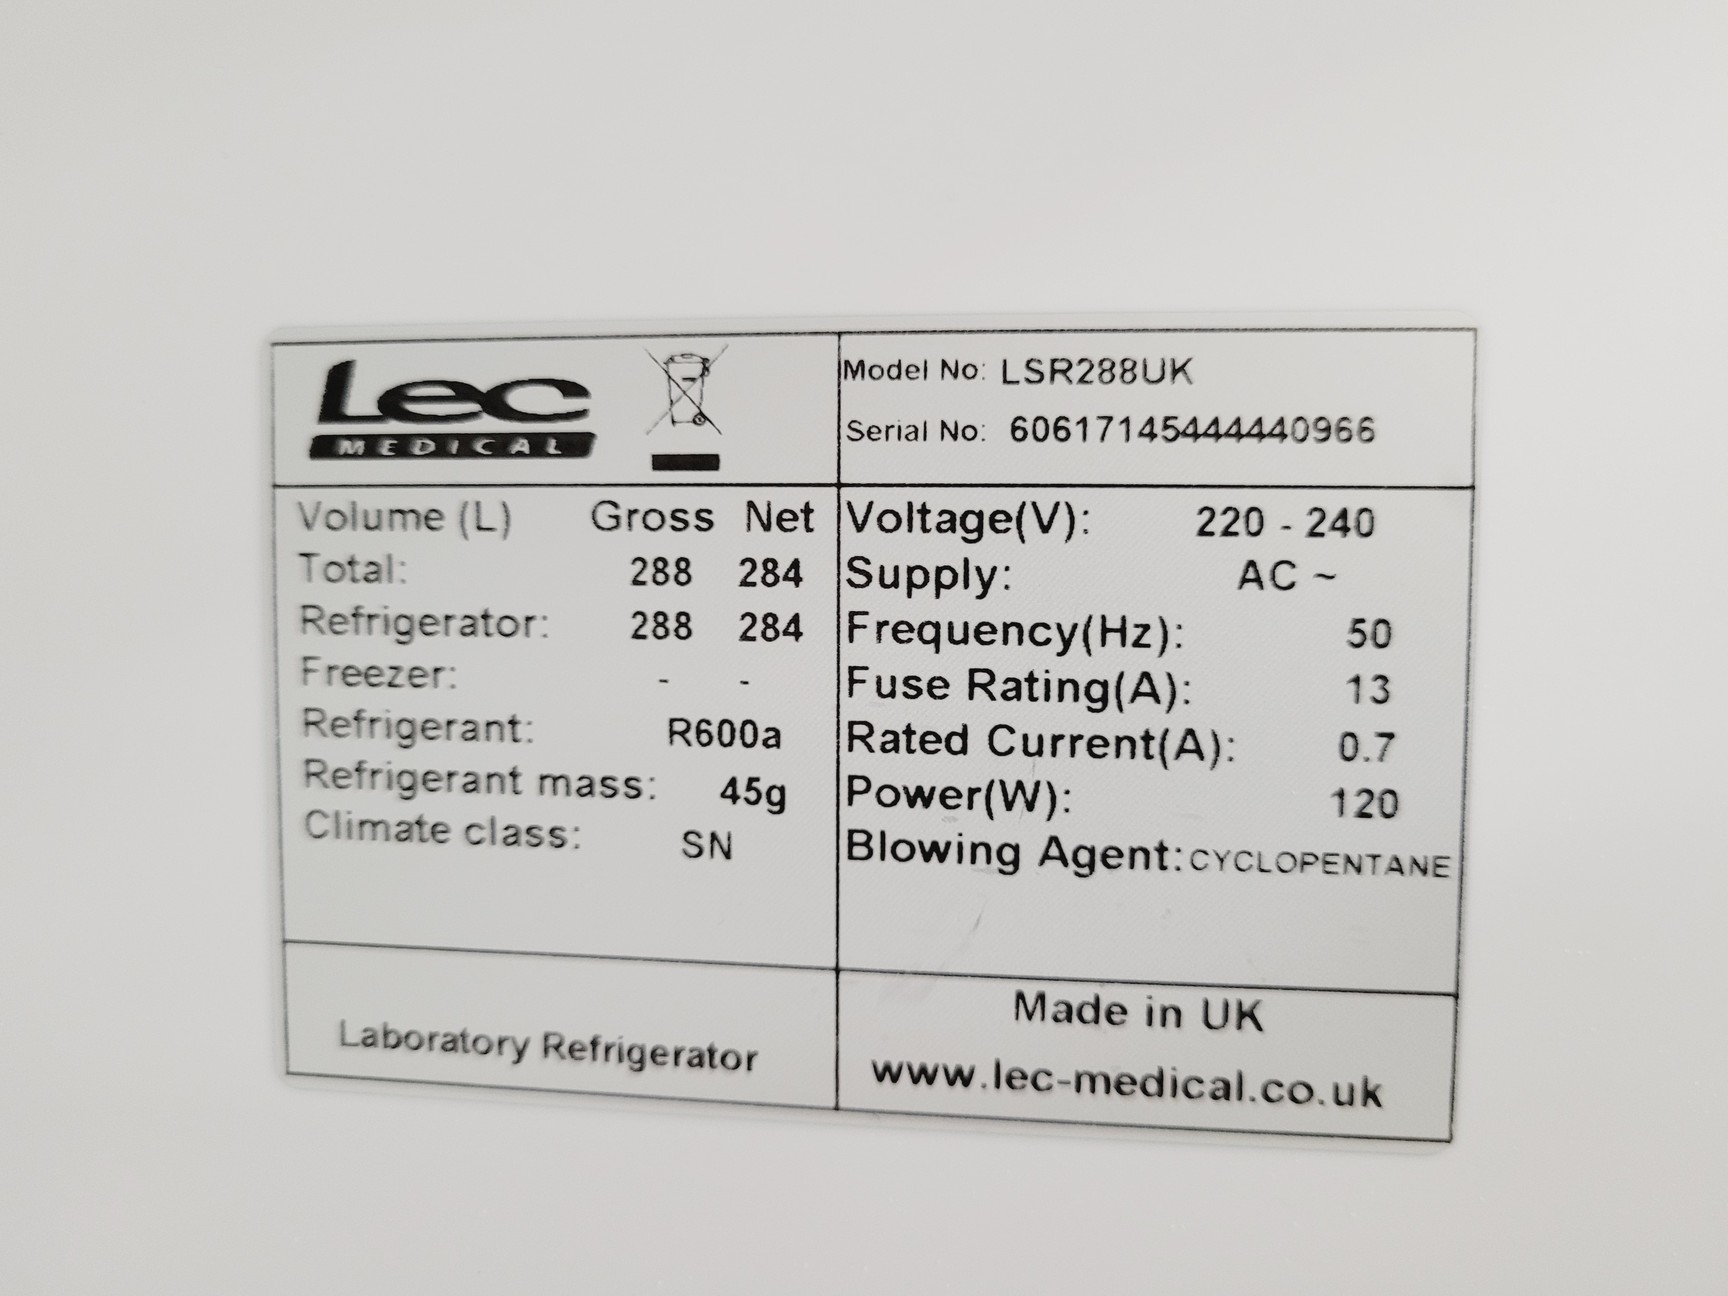 Lec
MEDICAL
Model No: LSR288UK
Serial No: 60617145444440966
Volume (L) Gross Net
Total: 288 284
Refrigerator: 288 284
Freezer: - -
Refrigerant: R600a
Refrigerant mass: 45g
Climate class: SN
Voltage(V): 220 - 240
Supply: AC ~
Frequency(Hz): 50
Fuse Rating(A): 13
Rated Current(A): 0.7
Power(W): 120
Blowing Agent: CYCLOPENTANE
Laboratory Refrigerator
Made in UK
www.lec-medical.co.uk